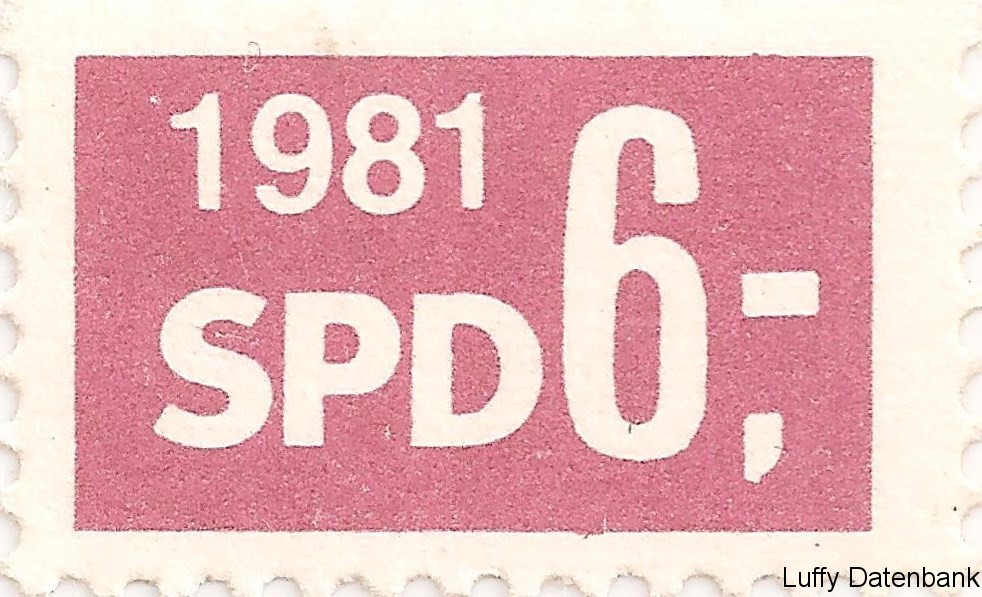 1981
SPD 6,-
Luffy Datenbank